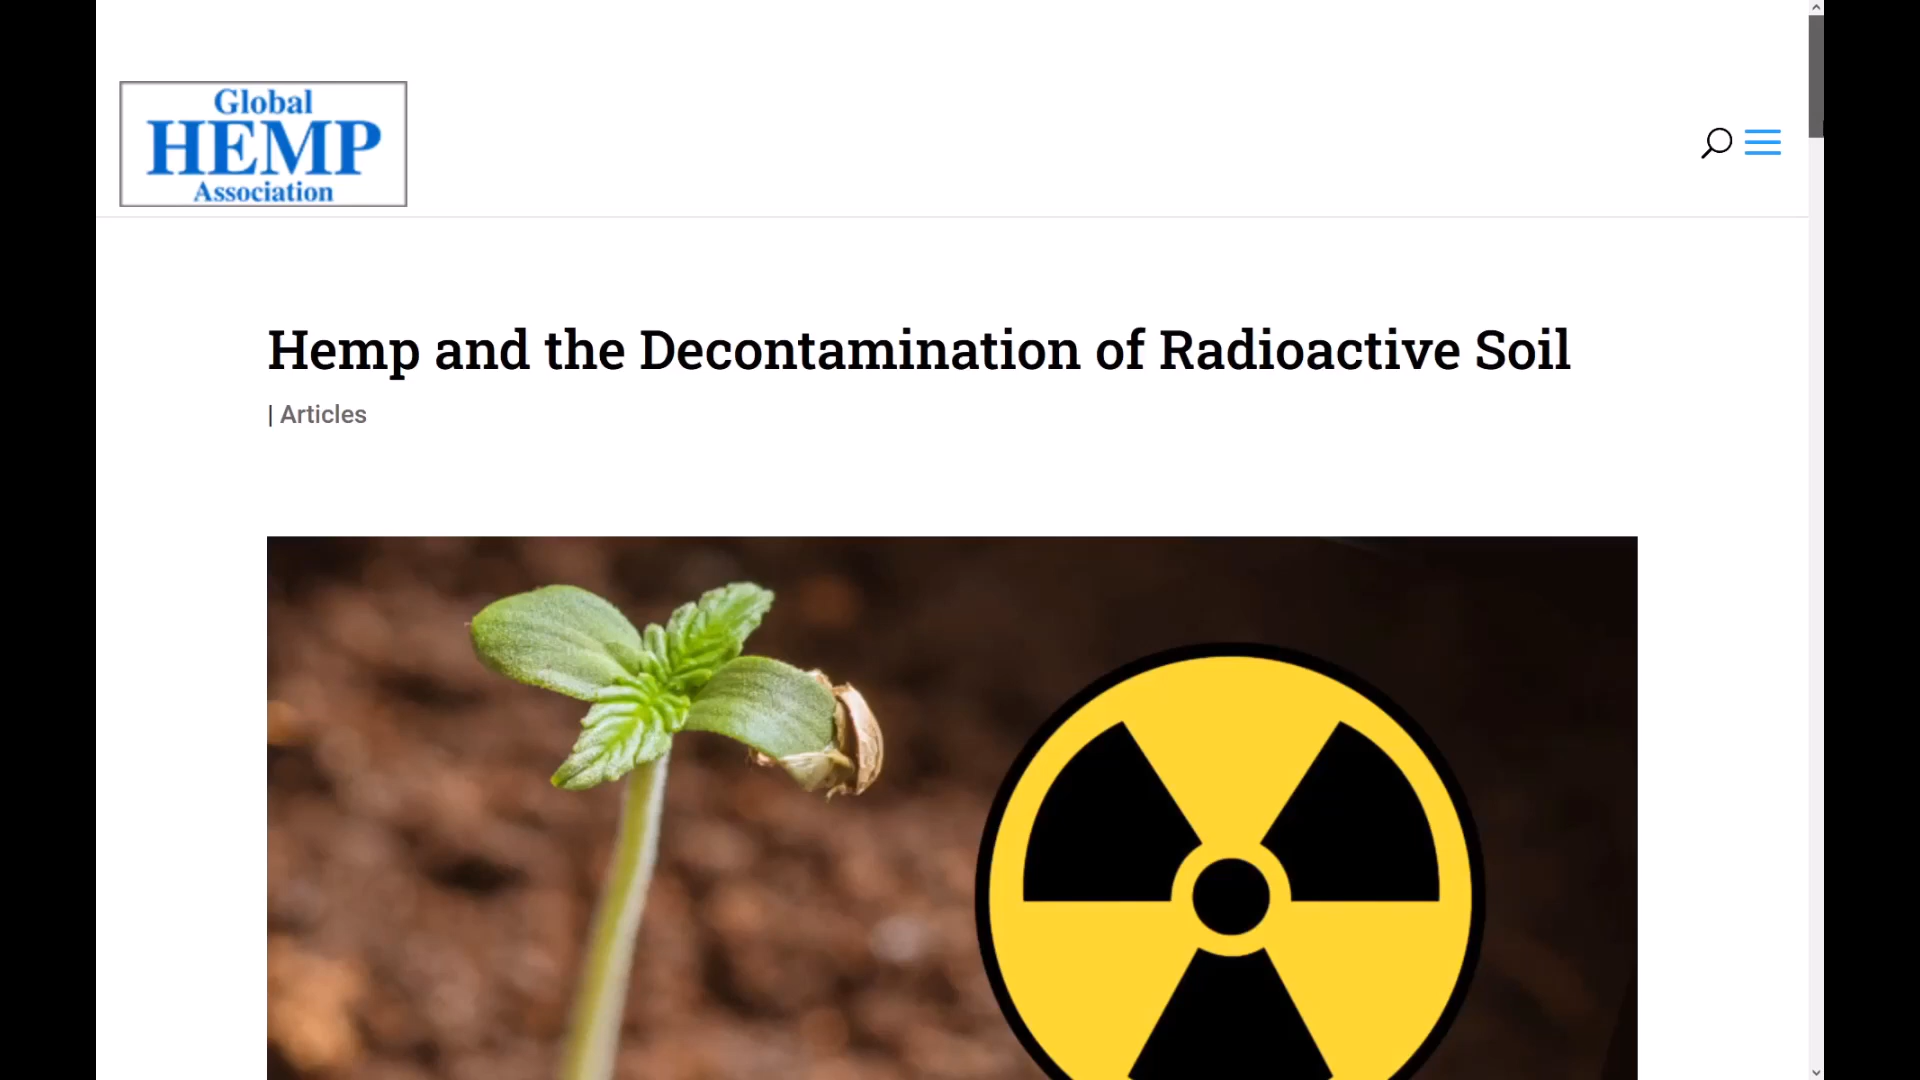 Global
HEMP
Association
Hemp and the Decontamination of Radioactive Soil
| Articles